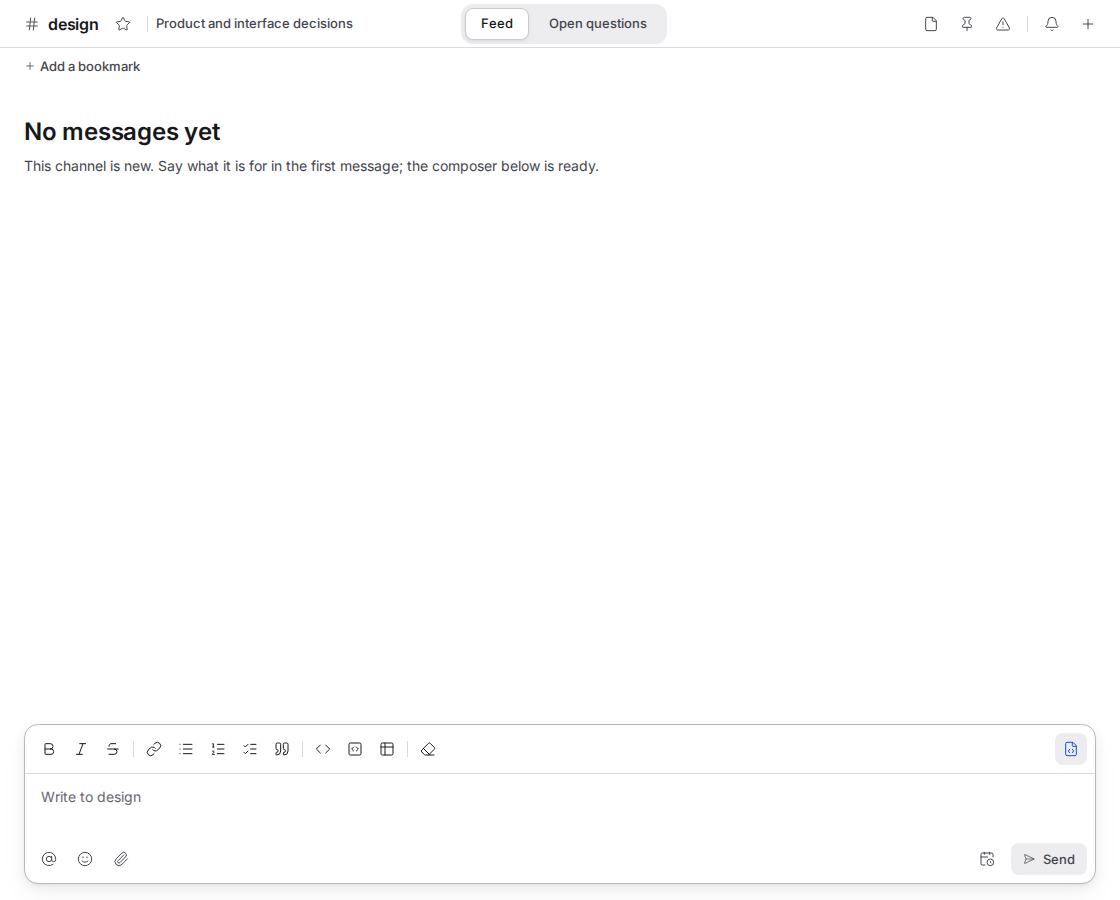 # design
Product and interface decisions
Feed
Open questions
+ Add a bookmark
No messages yet
This channel is new. Say what it is for in the first message; the composer below is ready.
Write to design
Send